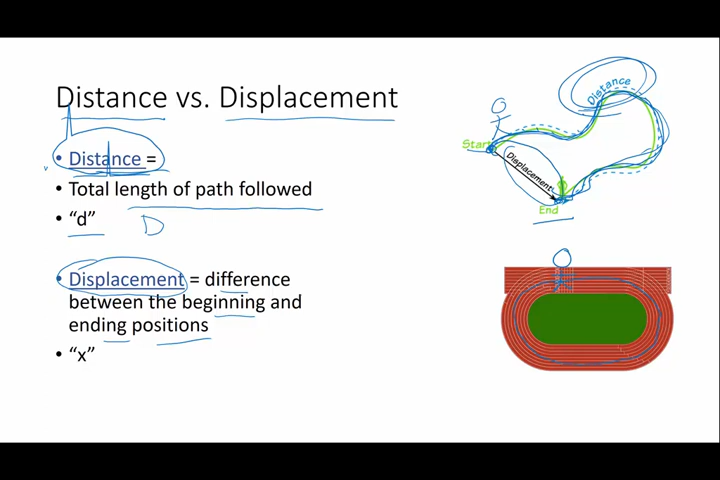 Distance vs. Displacement
• Distance =
• Total length of path followed
• "d" D
• Displacement = difference
between the beginning and
ending positions
• "x"
Distance
Start
Displacement
End